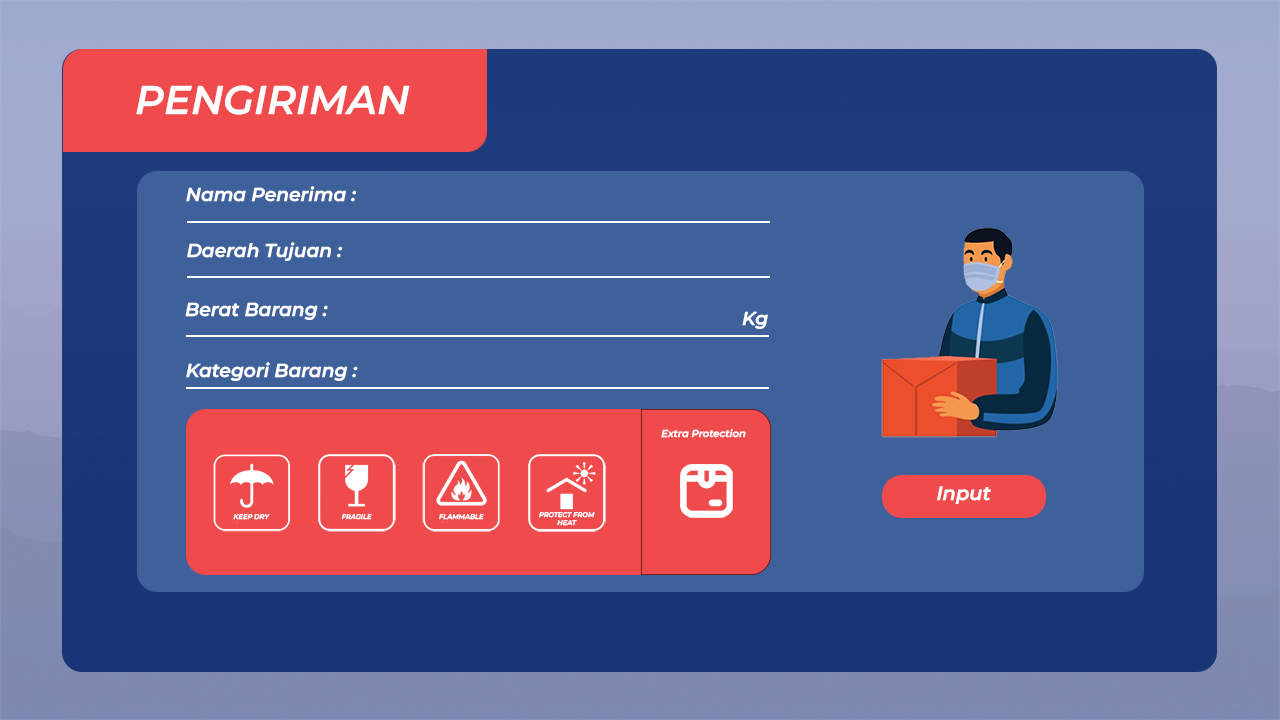 PENGIRIMAN
Nama Penerima :
Daerah Tujuan :
Berat Barang :
Kg
Kategori Barang :
Extra Protection
KEEP DRY
FRAGILE
FLAMMABLE
PROTECT FROM
HEAT
Input